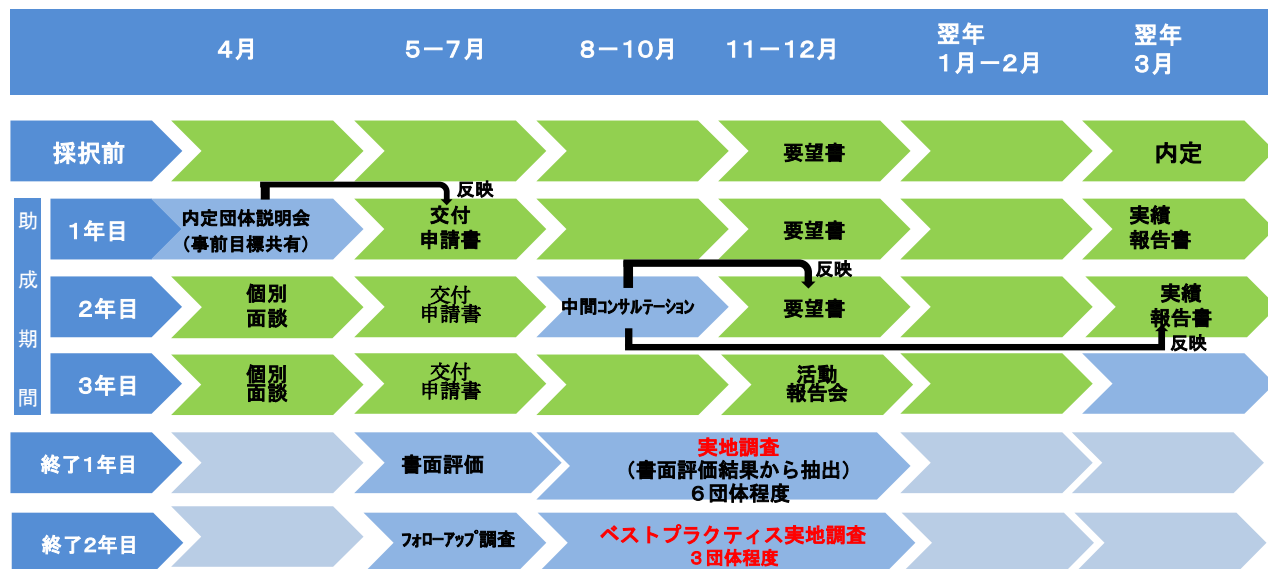 4月
5－7月
8－10月
11－12月
翌年
1月－2月
翌年
3月
採択前
要望書
内定
反映
助成期間
1年目
内定団体説明会
（事前目標共有）
交付
申請書
要望書
実績
報告書
反映
2年目
個別
面談
交付
申請書
中間コンサルテーション
要望書
実績
報告書
反映
3年目
個別
面談
交付
申請書
活動
報告会
終了1年目
書面評価
実地調査
（書面評価結果から抽出）
６団体程度
終了2年目
フォローアップ調査
ベストプラクティス実地調査
３団体程度